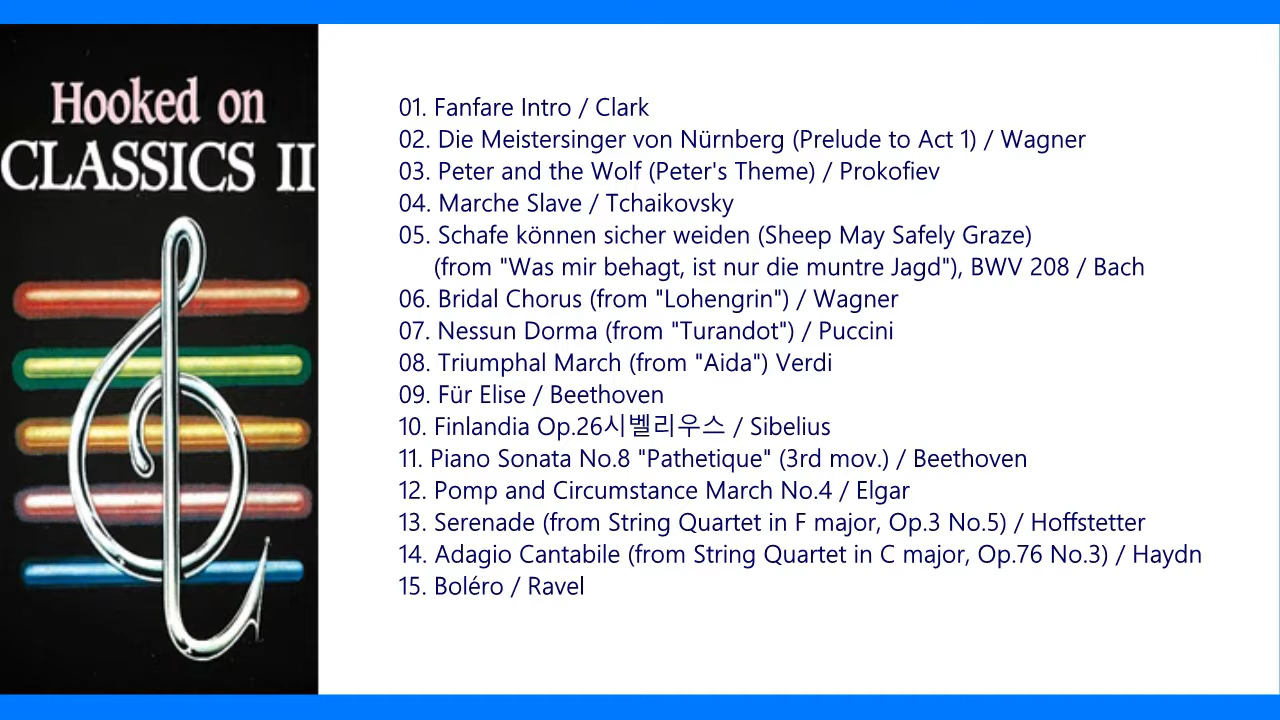 Hooked on
CLASSICS II
01. Fanfare Intro / Clark
02. Die Meistersinger von Nürnberg (Prelude to Act 1) / Wagner
03. Peter and the Wolf (Peter's Theme) / Prokofiev
04. Marche Slave / Tchaikovsky
05. Schafe können sicher weiden (Sheep May Safely Graze)
(from "Was mir behagt, ist nur die muntre Jagd"), BWV 208 / Bach
06. Bridal Chorus (from "Lohengrin") / Wagner
07. Nessun Dorma (from "Turandot") / Puccini
08. Triumphal March (from "Aida") Verdi
09. Für Elise / Beethoven
10. Finlandia Op.26시벨리우스 / Sibelius
11. Piano Sonata No.8 "Pathetique" (3rd mov.) / Beethoven
12. Pomp and Circumstance March No.4 / Elgar
13. Serenade (from String Quartet in F major, Op.3 No.5) / Hoffstetter
14. Adagio Cantabile (from String Quartet in C major, Op.76 No.3) / Haydn
15. Boléro / Ravel